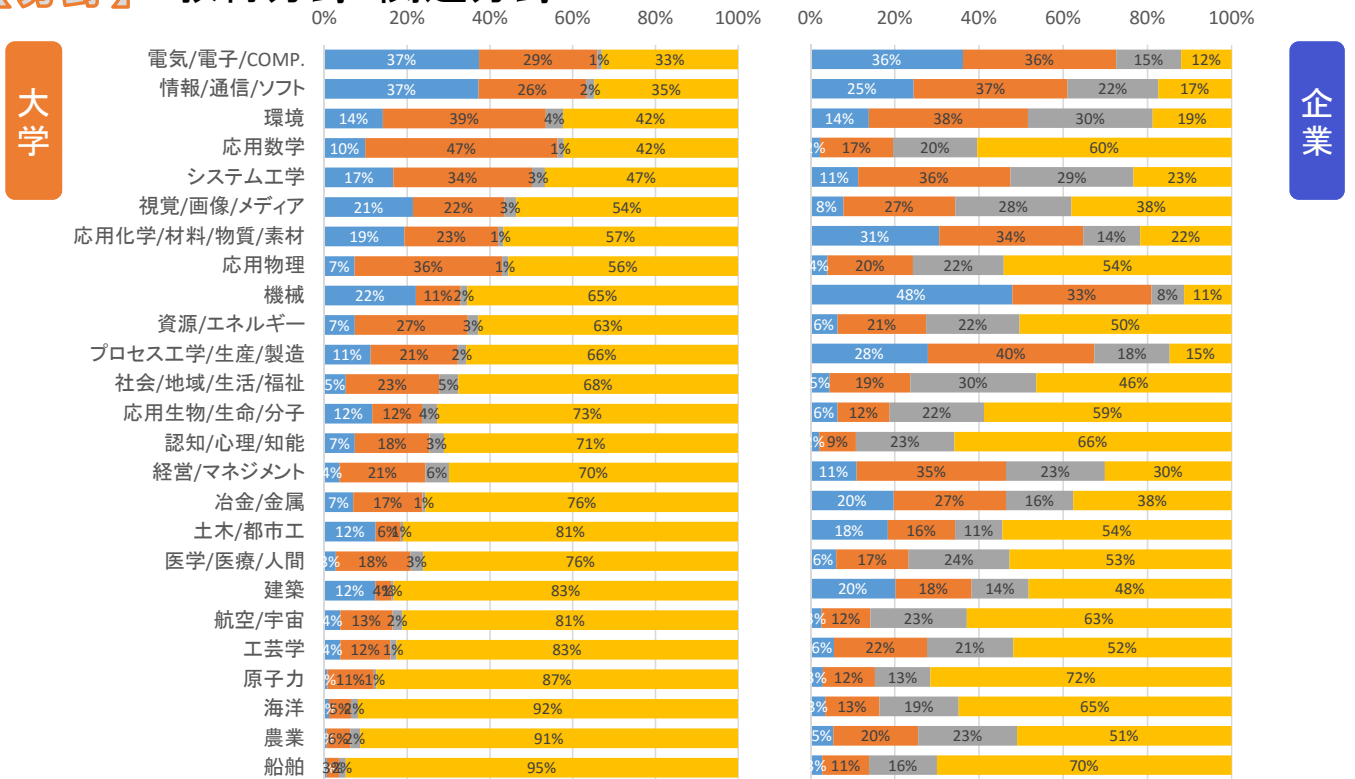 0% 20% 40% 60% 80% 100% 0% 20% 40% 60% 80% 100%
大学
企業
電気/電子/COMP. 37% 29% 1% 33% 36% 36% 15% 12%
情報/通信/ソフト 37% 26% 2% 35% 25% 37% 22% 17%
環境 14% 39% 4% 42% 14% 38% 30% 19%
応用数学 10% 47% 1% 42% 2% 17% 20% 60%
システム工学 17% 34% 3% 47% 11% 36% 29% 23%
視覚/画像/メディア 21% 22% 3% 54% 8% 27% 28% 38%
応用化学/材料/物質/素材 19% 23% 1% 57% 31% 34% 14% 22%
応用物理 7% 36% 1% 56% 4% 20% 22% 54%
機械 22% 11% 2% 65% 48% 33% 8% 11%
資源/エネルギー 7% 27% 3% 63% 6% 21% 22% 50%
プロセス工学/生産/製造 11% 21% 2% 66% 28% 40% 18% 15%
社会/地域/生活/福祉 5% 23% 5% 68% 5% 19% 30% 46%
応用生物/生命/分子 12% 12% 4% 73% 6% 12% 22% 59%
認知/心理/知能 7% 18% 3% 71% 2% 9% 23% 66%
経営/マネジメント 4% 21% 6% 70% 11% 35% 23% 30%
冶金/金属 7% 17% 1% 76% 20% 27% 16% 38%
土木/都市工 12% 6% 1% 81% 18% 16% 11% 54%
医学/医療/人間 3% 18% 3% 76% 6% 17% 24% 53%
建築 12% 4% 1% 83% 20% 18% 14% 48%
航空/宇宙 4% 13% 2% 81% 3% 12% 23% 63%
工芸学 4% 12% 1% 83% 6% 22% 21% 52%
原子力 11% 1% 87% 3% 12% 13% 72%
海洋 5% 2% 92% 3% 13% 19% 65%
農業 6% 2% 91% 5% 20% 23% 51%
船舶 3% 2% 95% 3% 11% 16% 70%